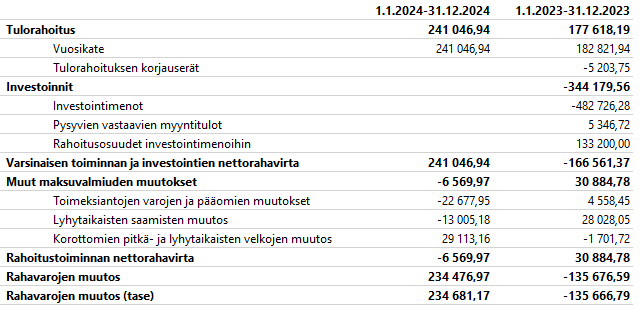 1.1.2024-31.12.2024 1.1.2023-31.12.2023
Tulorahoitus 241 046,94 177 618,19
Vuosikate 241 046,94 182 821,94
Tulorahoituksen korjauserät -5 203,75
Investoinnit -344 179,56
Investointimenot -482 726,28
Pysyvien vastaavien myyntitulot 5 346,72
Rahoitusosuudet investointimenoihin 133 200,00
Varsinaisen toiminnan ja investointien nettorahavirta 241 046,94 -166 561,37
Muut maksuvalmiuden muutokset -6 569,97 30 884,78
Toimeksiantojen varojen ja pääomien muutokset -22 677,95 4 558,45
Lyhytaikaisten saamisten muutos -13 005,18 28 028,05
Korottomien pitkä- ja lyhytaikaisten velkojen muutos 29 113,16 -1 701,72
Rahoitustoiminnan nettorahavirta -6 569,97 30 884,78
Rahavarojen muutos 234 476,97 -135 676,59
Rahavarojen muutos (tase) 234 681,17 -135 666,79